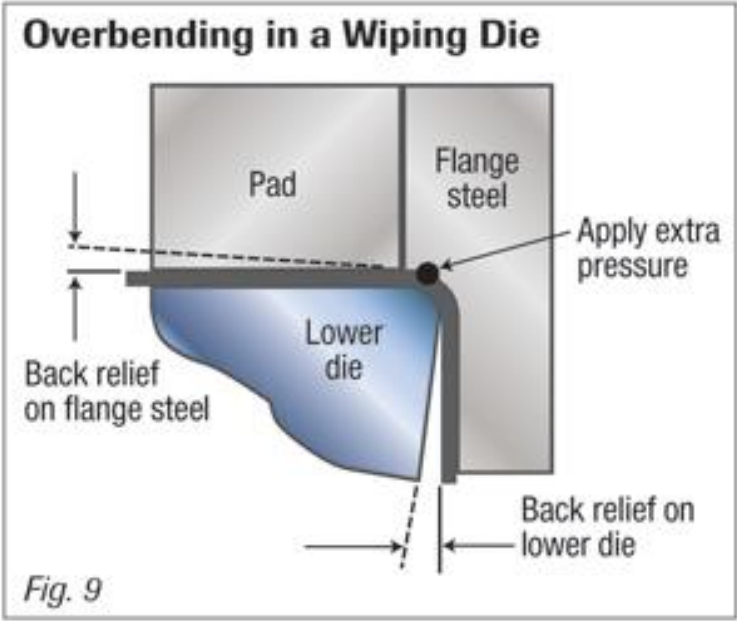 Overbending in a Wiping Die
Pad
Flange
steel
Apply extra
pressure
Lower
die
Back relief
on flange steel
Back relief on
lower die
Fig. 9